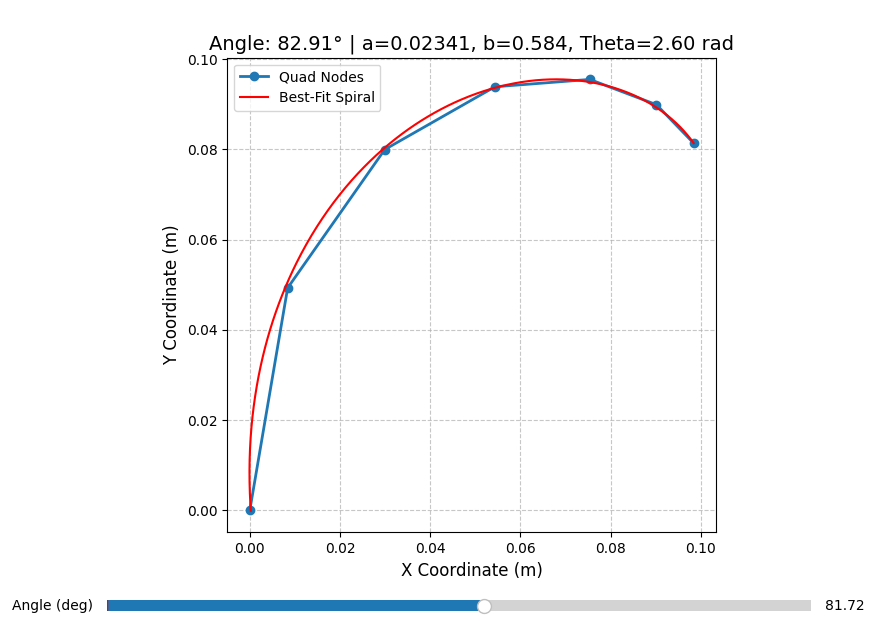 Angle: 82.91° | a=0.02341, b=0.584, Theta=2.60 rad
Quad Nodes
Best-Fit Spiral
0.10
0.08
0.06
0.04
0.02
0.00
Y Coordinate (m)
0.00 0.02 0.04 0.06 0.08 0.10
X Coordinate (m)
Angle (deg) 81.72